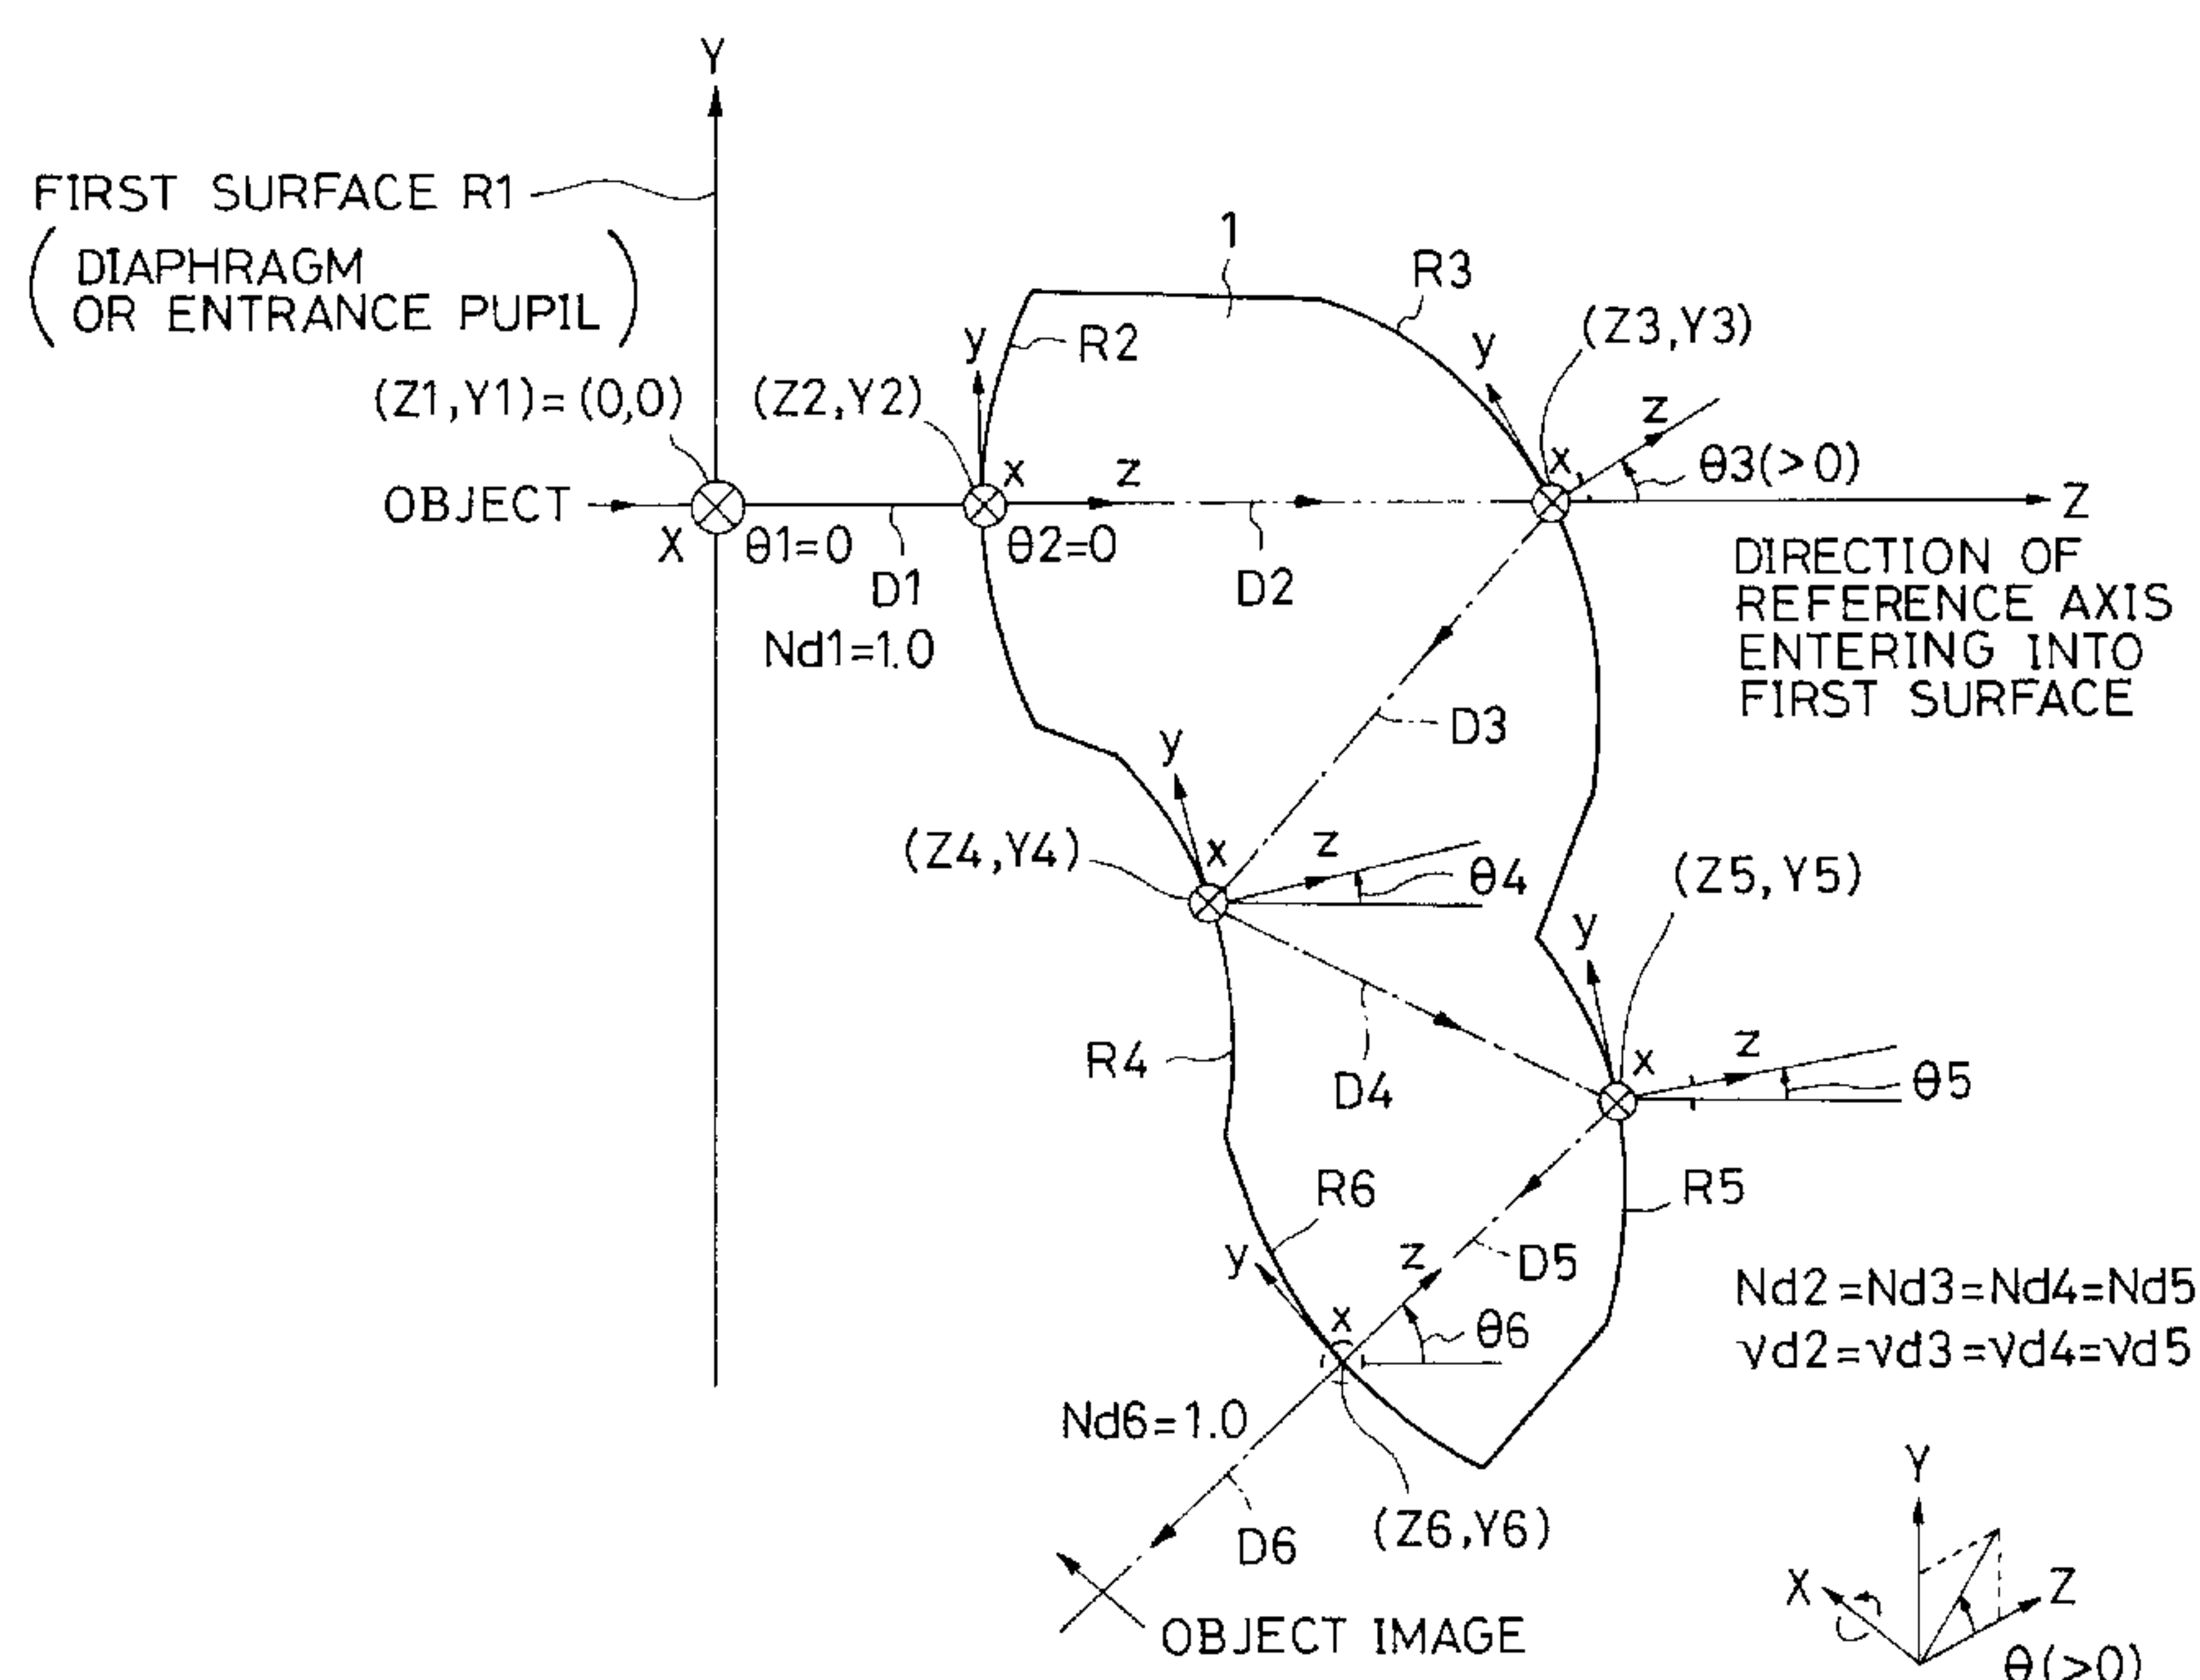 Y
FIRST SURFACE R1
( DIAPHRAGM
OR ENTRANCE PUPIL )
1
R3
R2
y
(Z3,Y3)
y
z
(Z1,Y1)=(0,0)
(Z2,Y2)
x
z
x
θ3(>0)
OBJECT
Z
X
θ1=0
θ2=0
D1
D2
DIRECTION OF
REFERENCE AXIS
ENTERING INTO
FIRST SURFACE
Nd1=1.0
D3
y
(Z4,Y4)
x
z
θ4
(Z5,Y5)
y
R4
D4
x
z
θ5
R6
R5
y
z
D5
x
θ6
Nd2=Nd3=Nd4=Nd5
νd2=νd3=νd4=νd5
Nd6=1.0
D6
(Z6,Y6)
OBJECT IMAGE
Y
X
Z
θ(>0)